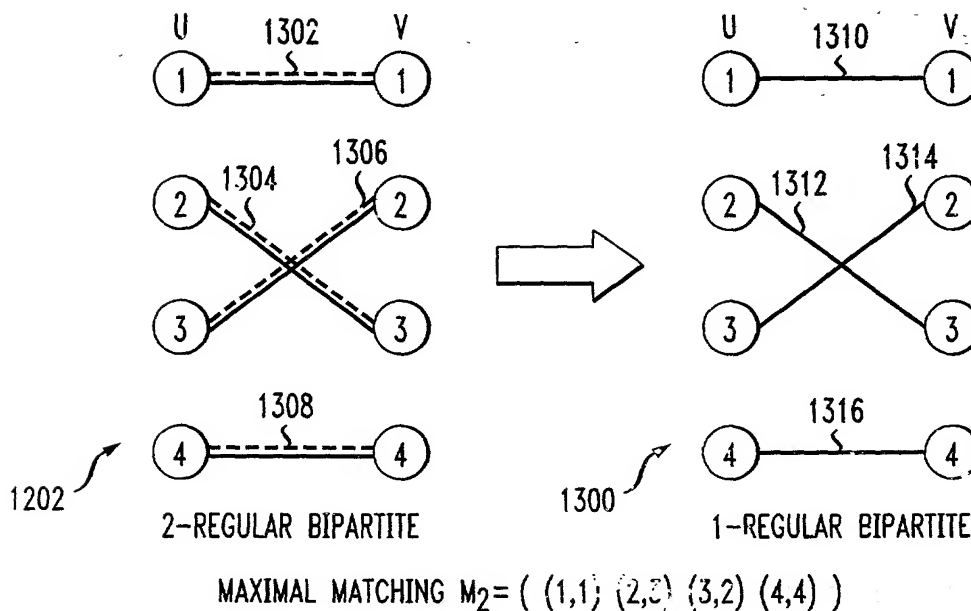 U 1302 V
1 1
1304 1306
2 2
3 3
1308
4 4
1202
2-REGULAR BIPARTITE
U 1310 V
1 1
1312 1314
2 2
3 3
1316
4 4
1300
1-REGULAR BIPARTITE
MAXIMAL MATCHING M2= ( (1,1) (2,3) (3,2) (4,4) )